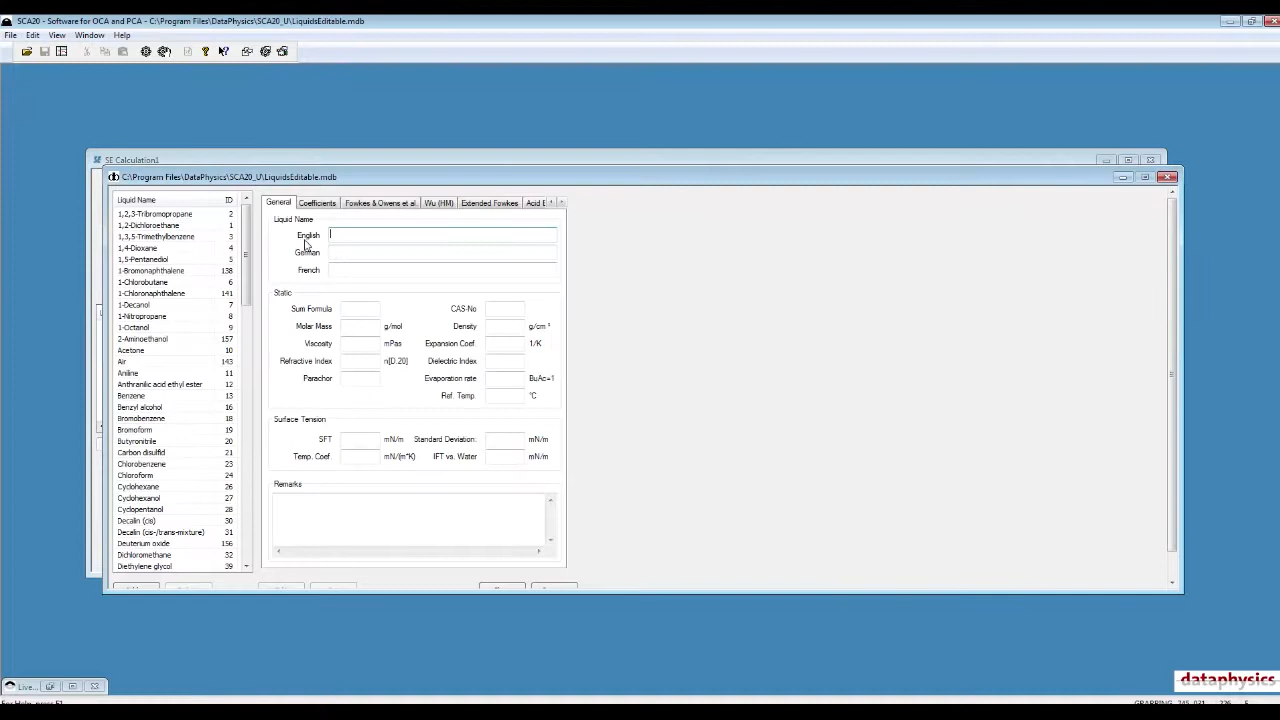 SCA20 - Software for OCA and PCA - C:\Program Files\DataPhysics\SCA20_U\LiquidsEditable.mdb
File Edit View Window Help
SE Calculation1
C:\Program Files\DataPhysics\SCA20_U\LiquidsEditable.mdb
Liquid Name ID
1,2,3-Tribromopropane 2
1,2-Dichloroethane 1
1,3,5-Trimethylbenzene 3
1,4-Dioxane 4
1,5-Pentanediol 5
1-Bromonaphthalene 138
1-Chlorobutane 6
1-Chloronaphthalene 141
1-Decanol 7
1-Nitropropane 8
1-Octanol 9
2-Aminoethanol 157
Acetone 10
Air 143
Aniline 11
Anthranilic acid ethyl ester 12
Benzene 13
Benzyl alcohol 16
Bromobenzene 18
Bromoform 19
Butyronitrile 20
Carbon disulfid 21
Chlorobenzene 23
Chloroform 24
Cyclohexane 26
Cyclohexanol 27
Cyclopentanol 28
Decalin (cis) 30
Decalin (cis-/trans-mixture) 31
Deuterium oxide 156
Dichloromethane 32
Diethylene glycol 39
General Coefficients Fowkes & Owens et al. Wu (HM) Extended Fowkes Acid E
Liquid Name
English
German
French
Static
Sum Formula CAS-No
Molar Mass g/mol Density g/cm³
Viscosity mPas Expansion Coef. 1/K
Refractive Index n[D.20] Dielectric Index
Parachor Evaporation rate BuAc=1
Ref. Temp. °C
Surface Tension
SFT mN/m Standard Deviation: mN/m
Temp. Coef. mN/(m*K) IFT vs. Water mN/m
Remarks
Live...
dataphysics
For Help, press F1
GRABBING